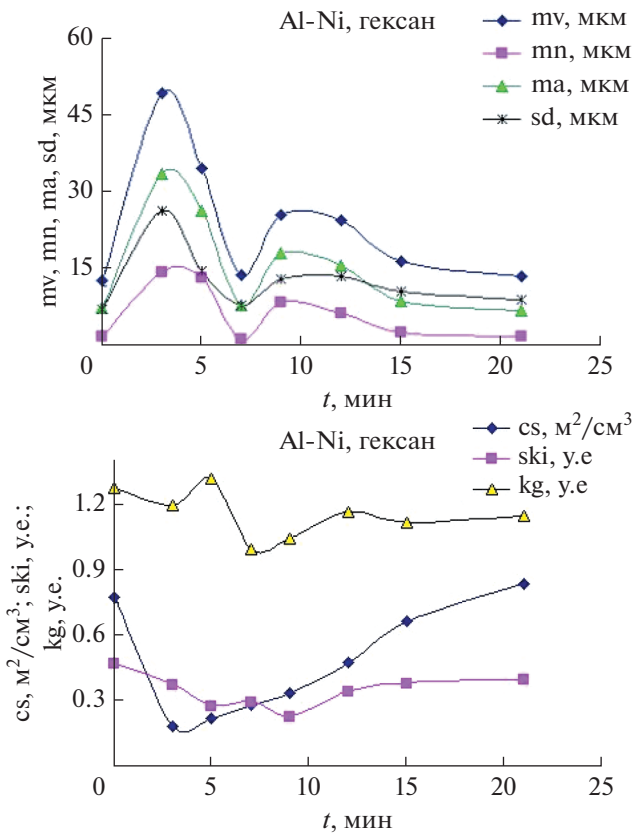 Al-Ni, гексан
mv, мкм
mn, мкм
ma, мкм
sd, мкм
mv, mn, ma, sd, мкм
60
45
30
15
0 5 10 15 20 25
t, мин
Al-Ni, гексан
cs, м²/см³
ski, у.е
kg, у.е
cs, м²/см³; ski, у.е.;
kg, у.е.
1.2
0.9
0.6
0.3
0 5 10 15 20 25
t, мин